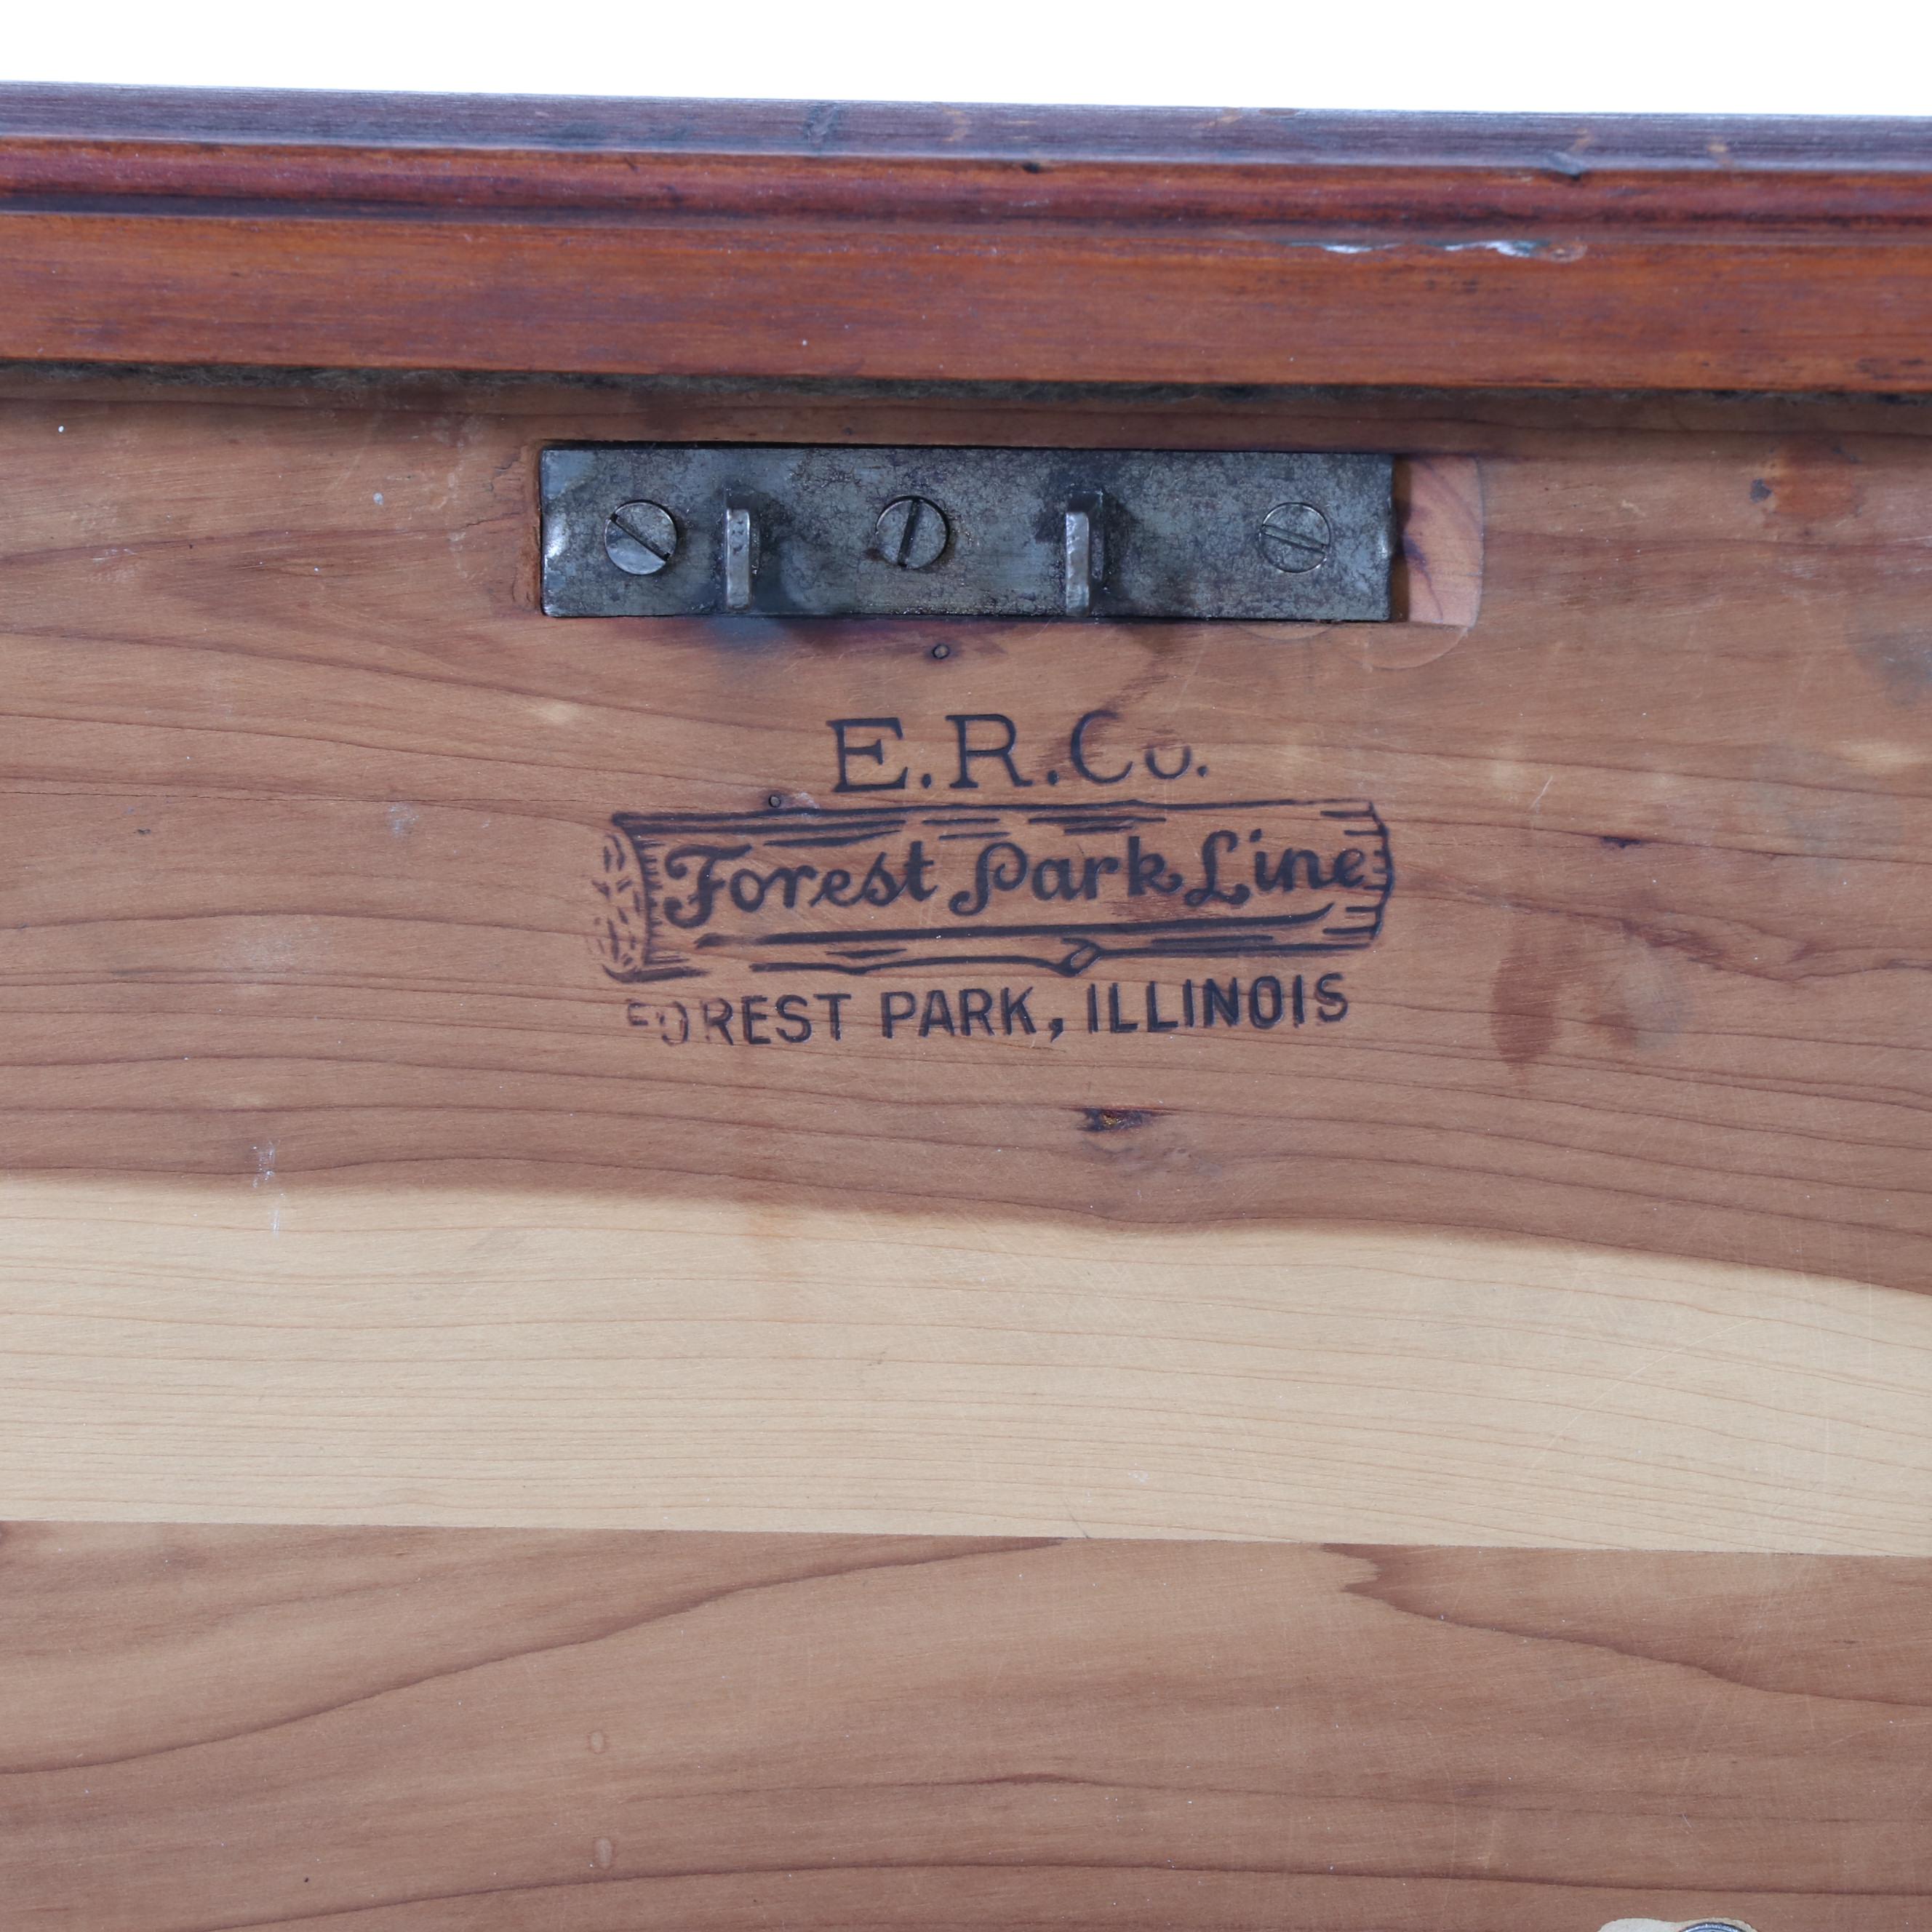 E.R.Co.
Forest Park Line
FOREST PARK, ILLINOIS